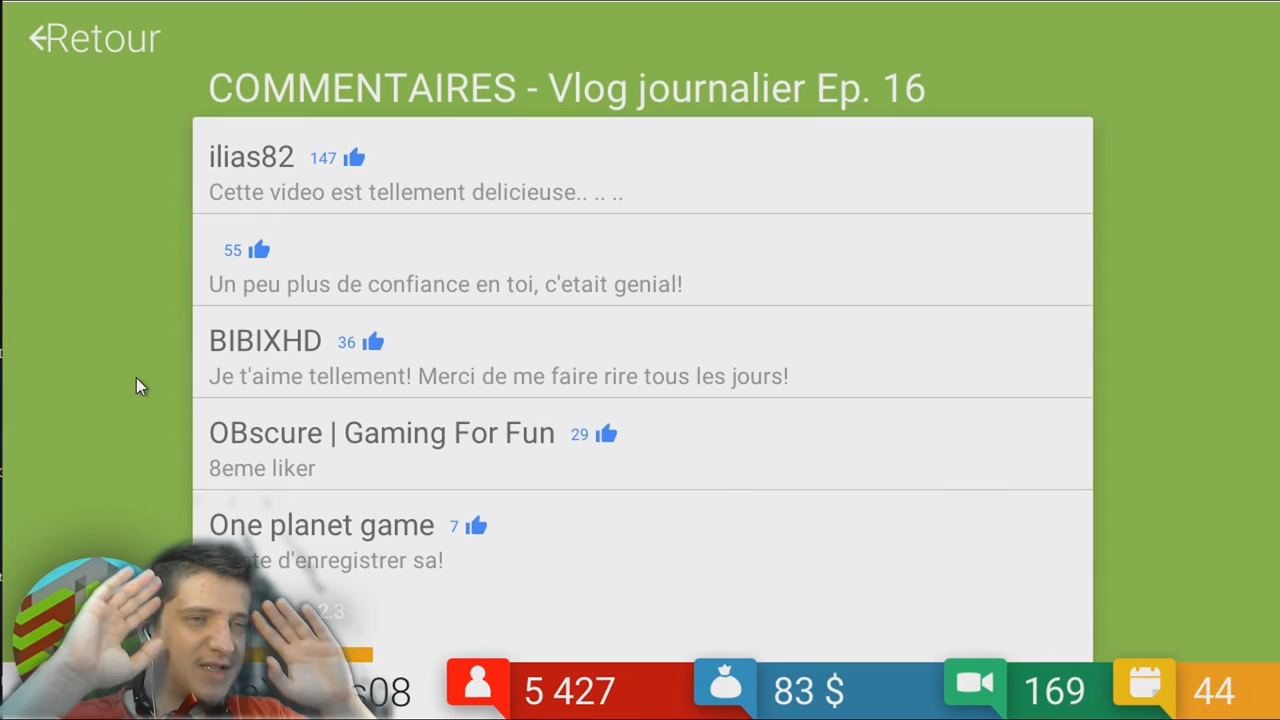 Retour
COMMENTAIRES - Vlog journalier Ep. 16
ilias82 147
Cette video est tellement delicieuse.. .. ..
55
Un peu plus de confiance en toi, c'etait genial!
BIBIXHD 36
Je t'aime tellement! Merci de me faire rire tous les jours!
OBscure | Gaming For Fun 29
8eme liker
One planet game 7
d'enregistrer sa!
2.3
5 427 83 $ 169 44